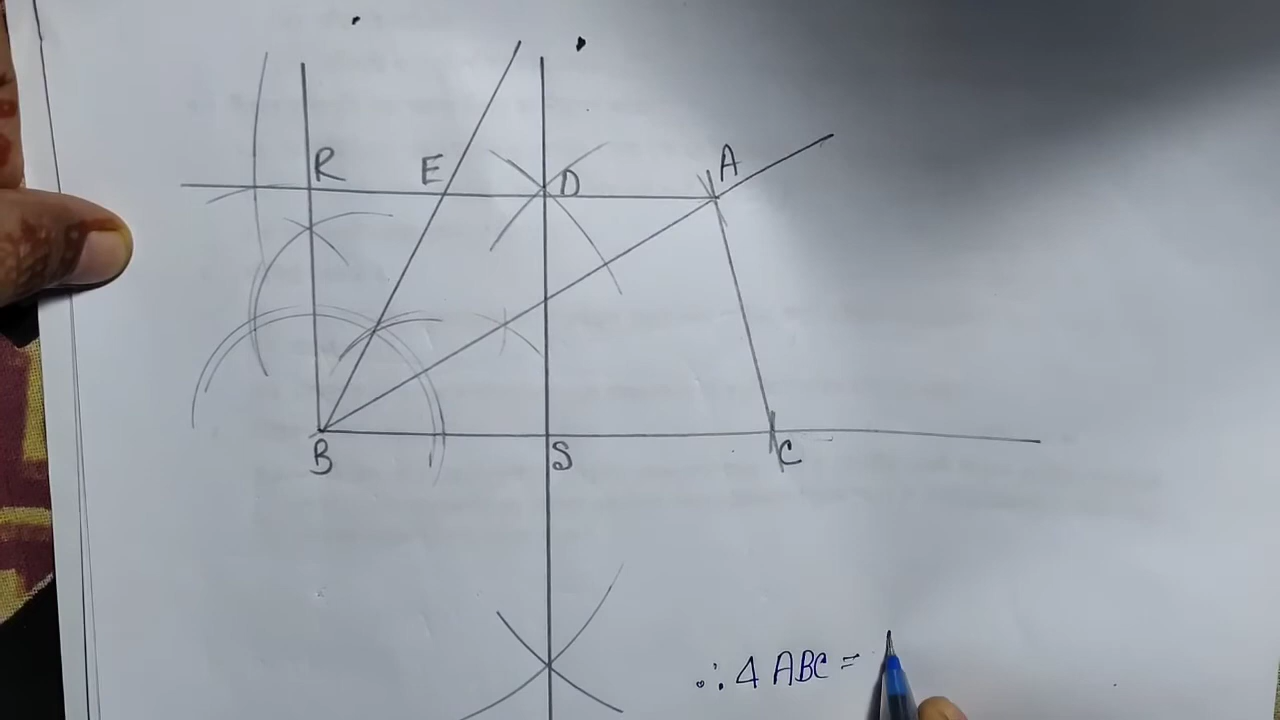 R E D A
B S C
∴ Δ ABC =